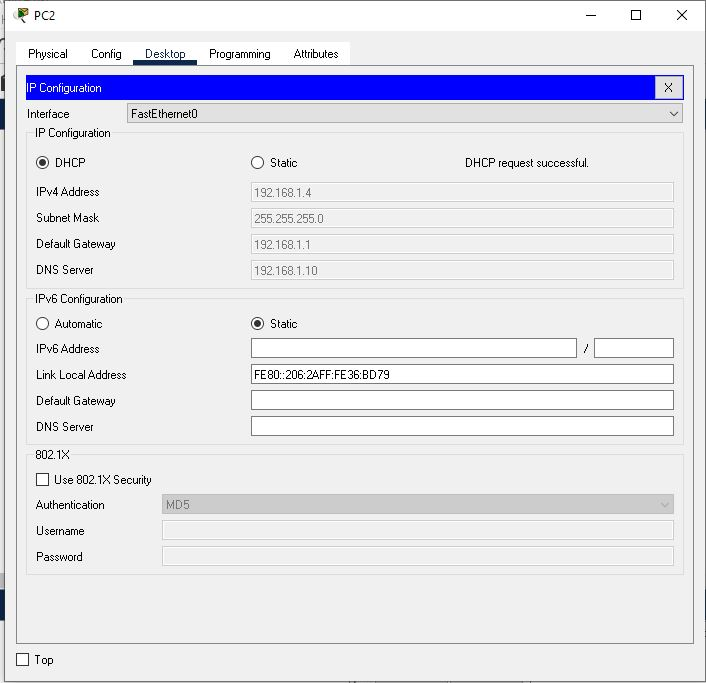 PC2
Physical Config Desktop Programming Attributes
IP Configuration X
Interface FastEthernet0
IP Configuration
DHCP Static DHCP request successful.
IPv4 Address 192.168.1.4
Subnet Mask 255.255.255.0
Default Gateway 192.168.1.1
DNS Server 192.168.1.10
IPv6 Configuration
Automatic Static
IPv6 Address /
Link Local Address FE80::206:2AFF:FE36:BD79
Default Gateway
DNS Server
802.1X
Use 802.1X Security
Authentication MD5
Username
Password
Top